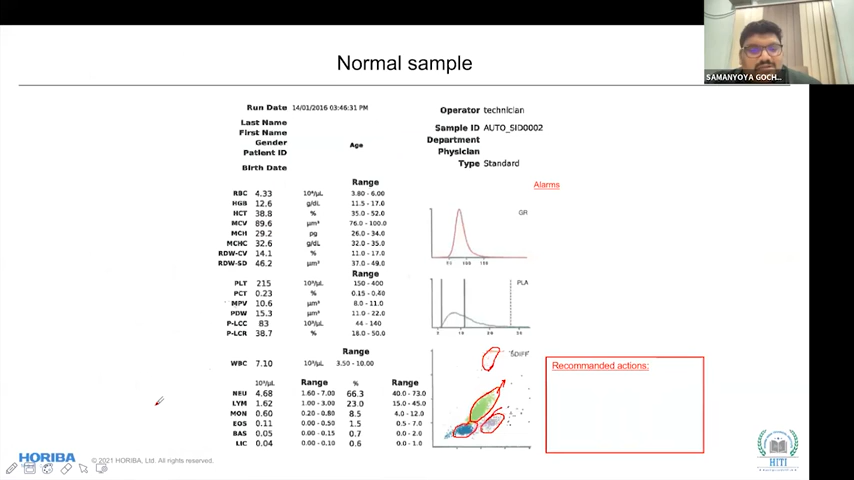 Normal sample
SAMANYOYA GOCH...
Run Date 14/01/2016 03:46:31 PM
Operator technician
Last Name
First Name
Gender Age
Patient ID
Birth Date
Sample ID AUTO_SID0002
Department
Physician
Type Standard
Range
Alarms
RBC 4.33 10⁶/µL 3.80 - 6.00
HGB 12.6 g/dL 11.5 - 17.0
HCT 38.8 % 35.0 - 52.0
MCV 89.6 µm³ 76.0 - 100.0
MCH 29.2 pg 26.0 - 34.0
MCHC 32.6 g/dL 32.0 - 35.0
RDW-CV 14.1 % 11.0 - 17.0
RDW-SD 46.2 µm³ 37.0 - 49.0
GR
Range
PLT 215 10³/µL 150 - 400
PCT 0.23 % 0.15 - 0.40
MPV 10.6 µm³ 8.0 - 11.0
PDW 15.3 µm³ 11.0 - 22.0
P-LCC 83 10³/µL 44 - 140
P-LCR 38.7 % 18.0 - 50.0
PLA
Range
WBC 7.10 10³/µL 3.50 - 10.00
10³/µL Range % Range
NEU 4.68 1.60 - 7.00 66.3 40.0 - 73.0
LYM 1.62 1.00 - 3.00 23.0 15.0 - 45.0
MON 0.60 0.20 - 0.80 8.5 4.0 - 12.0
EOS 0.11 0.00 - 0.50 1.5 0.5 - 7.0
BAS 0.05 0.00 - 0.15 0.7 0.0 - 2.0
LIC 0.04 0.00 - 0.10 0.6 0.0 - 1.0
Recommanded actions:
HORIBA © 2021 HORIBA, Ltd. All rights reserved.
HITI